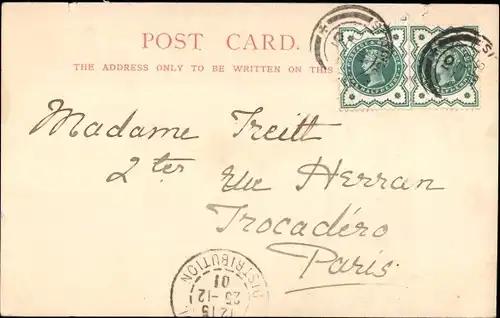 POST CARD.
THE ADDRESS ONLY TO BE WRITTEN ON THIS
Madame Treitt
2 ter Rue Herran
Trocadéro
Paris
DISTRIBUTION
1215
25-12
01